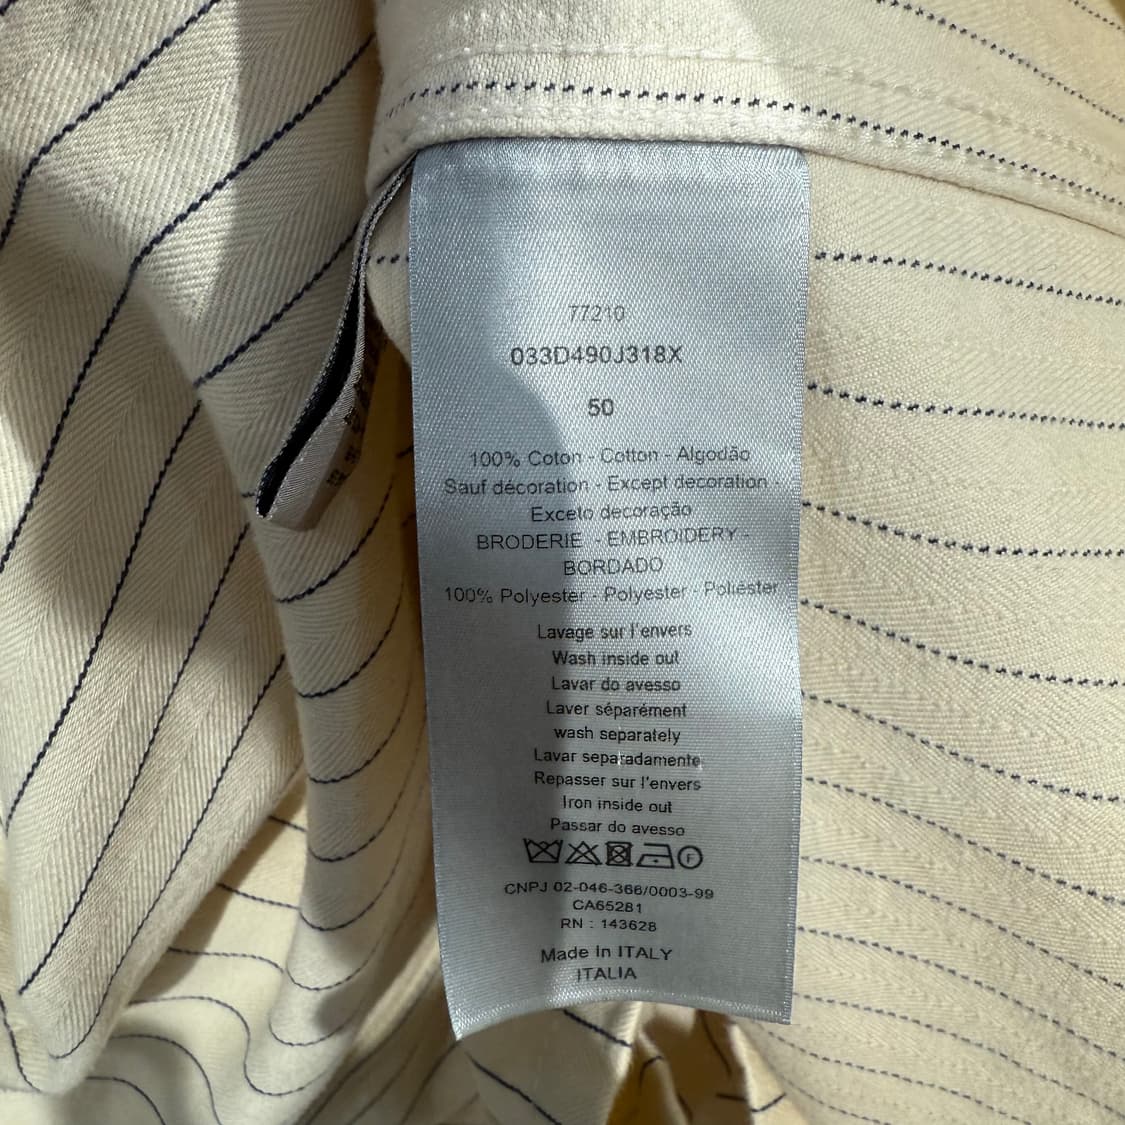 77210
033D490J318X
50
100% Coton - Cotton - Algodão
Sauf décoration - Except decoration -
Exceto decoração
BRODERIE - EMBROIDERY -
BORDADO
100% Polyester - Polyester - Poliéster
Lavage sur l'envers
Wash inside out
Lavar do avesso
Laver séparément
wash separately
Lavar separadamente
Repasser sur l'envers
Iron inside out
Passar do avesso
F
CNPJ 02-046-366/0003-99
CA65281
RN : 143628
Made In ITALY
ITALIA